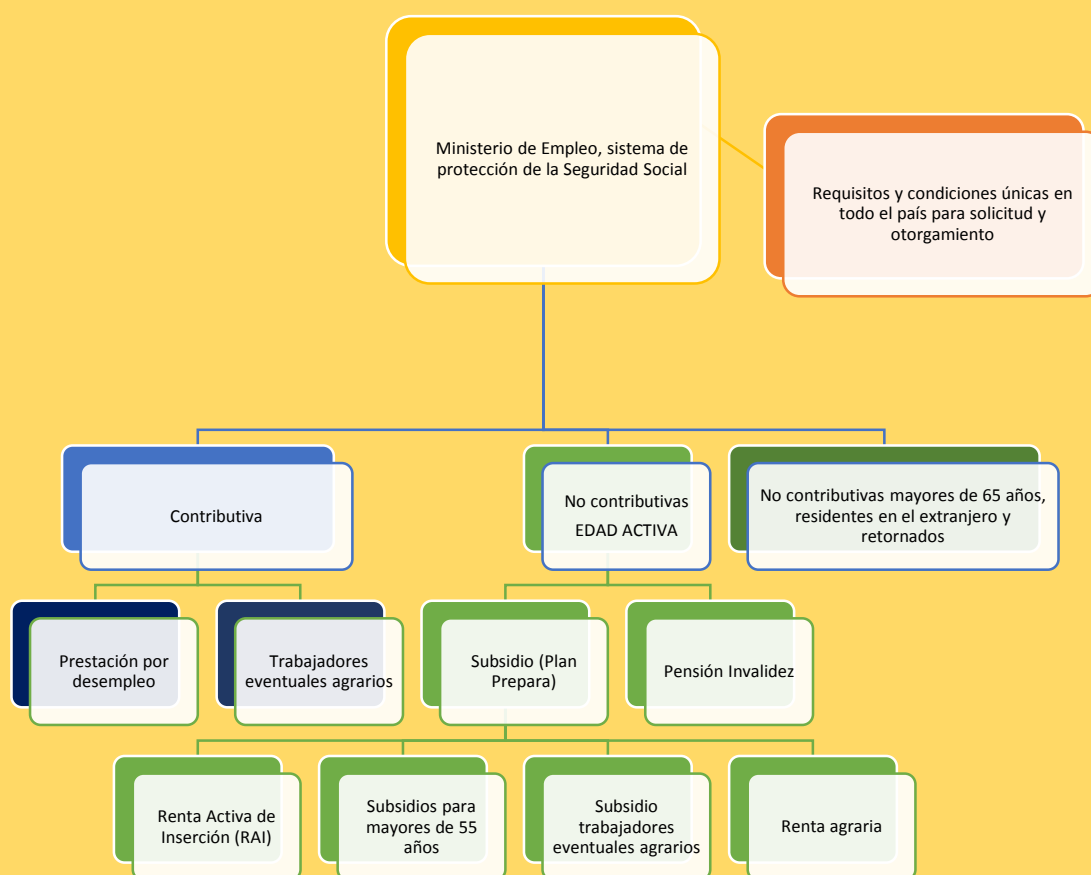 Ministerio de Empleo, sistema de
protección de la Seguridad Social
Requisitos y condiciones únicas en
todo el país para solicitud y
otorgamiento
Contributiva
No contributivas
EDAD ACTIVA
No contributivas mayores de 65 años,
residentes en el extranjero y
retornados
Prestación por
desempleo
Trabajadores
eventuales agrarios
Subsidio (Plan
Prepara)
Pensión Invalidez
Renta Activa de
Inserción (RAI)
Subsidios para
mayores de 55
años
Subsidio
trabajadores
eventuales agrarios
Renta agraria